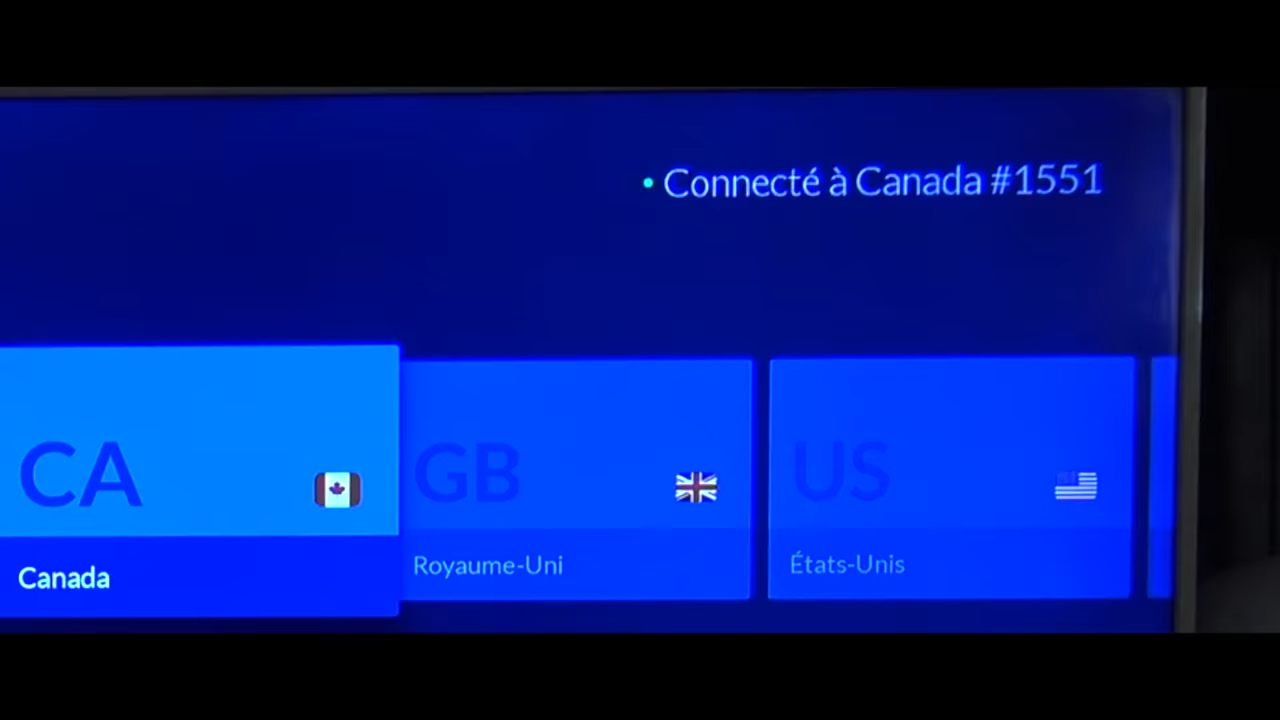 • Connecté à Canada #1551
CA
GB
US
Canada
Royaume-Uni
États-Unis